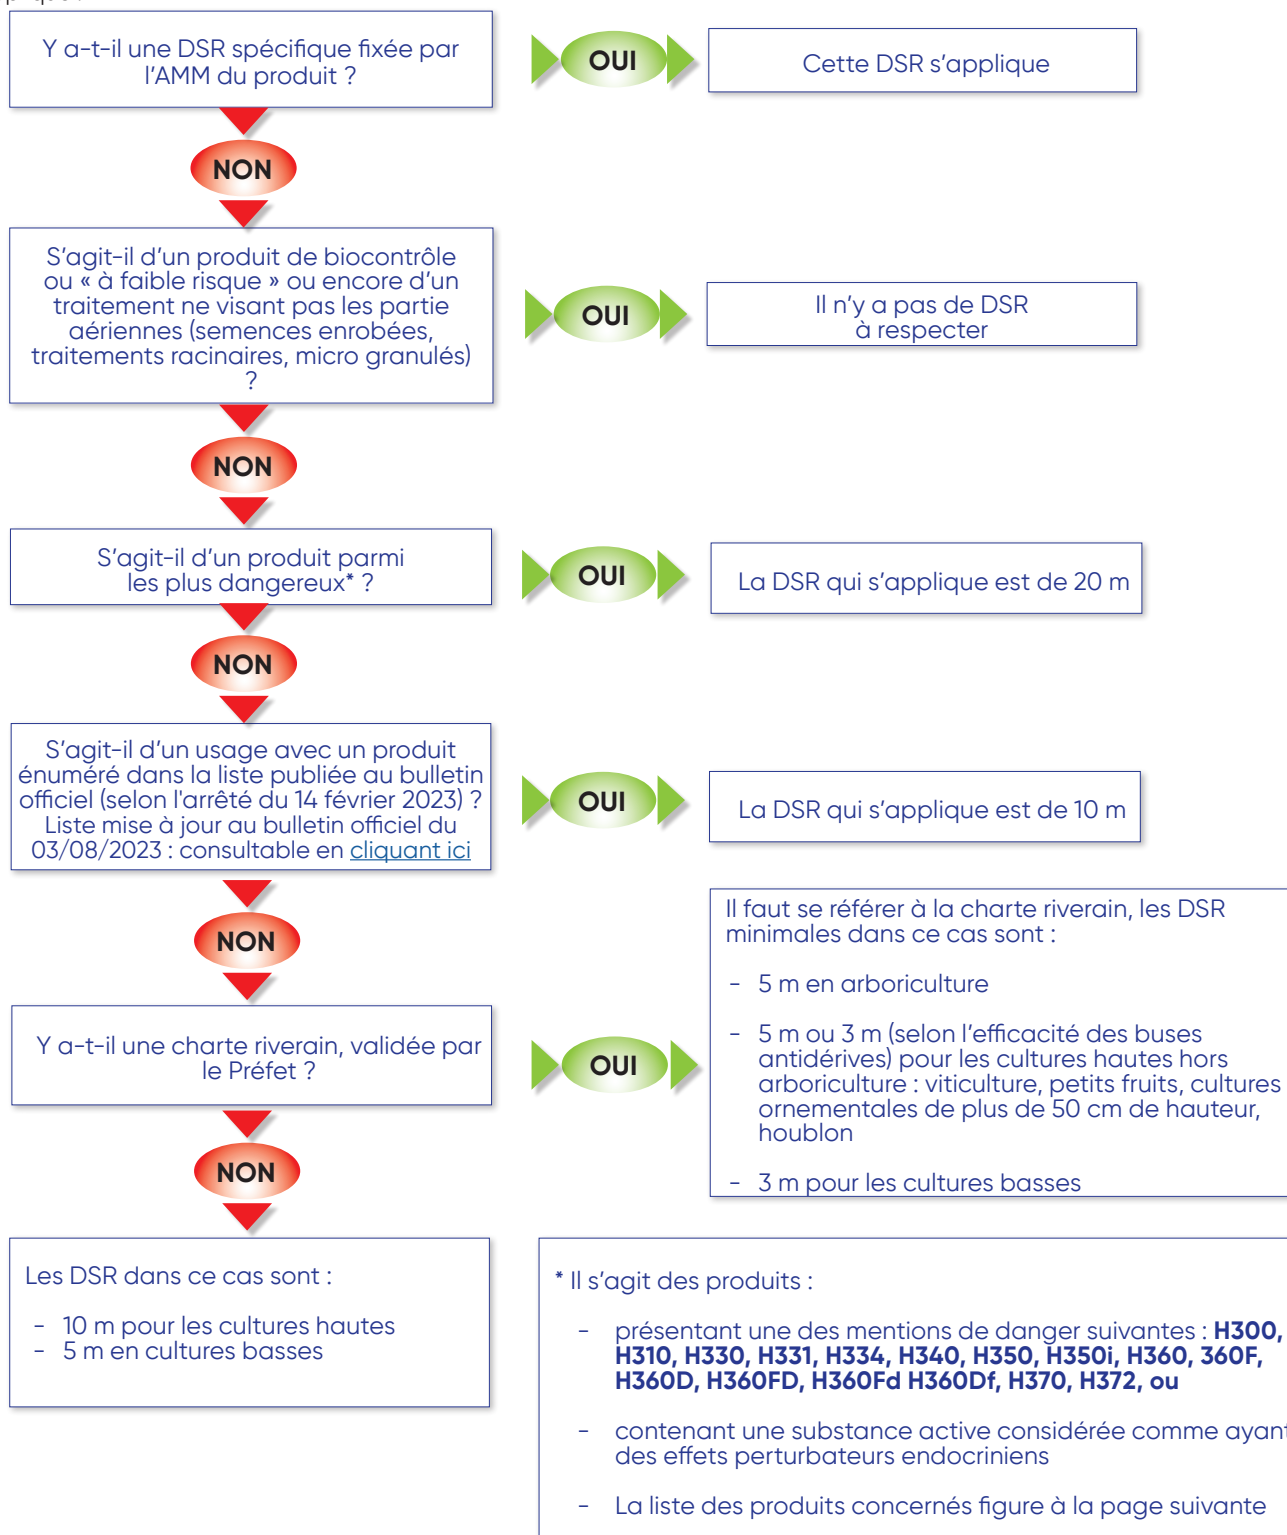 Y a-t-il une DSR spécifique fixée par
l'AMM du produit ?
OUI
Cette DSR s'applique
NON
S'agit-il d'un produit de biocontrôle
ou « à faible risque » ou encore d'un
traitement ne visant pas les partie
aériennes (semences enrobées,
traitements racinaires, micro granulés)
?
OUI
Il n'y a pas de DSR
à respecter
NON
S'agit-il d'un produit parmi
les plus dangereux* ?
OUI
La DSR qui s'applique est de 20 m
NON
S'agit-il d'un usage avec un produit
énuméré dans la liste publiée au bulletin
officiel (selon l'arrêté du 14 février 2023) ?
Liste mise à jour au bulletin officiel du
03/08/2023 : consultable en cliquant ici
OUI
La DSR qui s'applique est de 10 m
NON
Y a-t-il une charte riverain, validée par
le Préfet ?
OUI
Il faut se référer à la charte riverain, les DSR
minimales dans ce cas sont :
- 5 m en arboriculture
- 5 m ou 3 m (selon l'efficacité des buses
antidérives) pour les cultures hautes hors
arboriculture : viticulture, petits fruits, cultures
ornementales de plus de 50 cm de hauteur,
houblon
- 3 m pour les cultures basses
NON
Les DSR dans ce cas sont :
- 10 m pour les cultures hautes
- 5 m en cultures basses
* Il s'agit des produits :
- présentant une des mentions de danger suivantes : H300,
H310, H330, H331, H334, H340, H350, H350i, H360, 360F,
H360D, H360FD, H360Fd H360Df, H370, H372, ou
- contenant une substance active considérée comme ayant
des effets perturbateurs endocriniens
- La liste des produits concernés figure à la page suivante